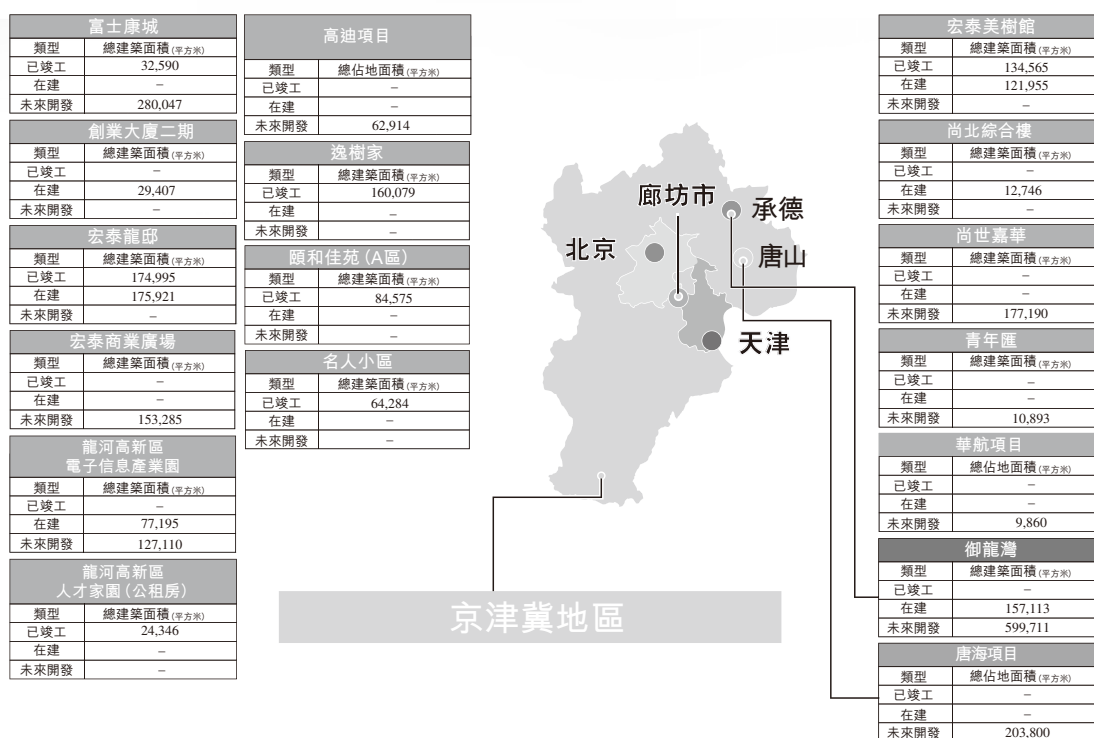 富士康城
類型 總建築面積(平方米)
已竣工 32,590
在建 –
未來開發 280,047
創業大廈二期
類型 總建築面積(平方米)
已竣工 –
在建 29,407
未來開發 –
宏泰龍邸
類型 總建築面積(平方米)
已竣工 174,995
在建 175,921
未來開發 –
宏泰商業廣場
類型 總建築面積(平方米)
已竣工 –
在建 –
未來開發 153,285
龍河高新區
電子信息產業園
類型 總建築面積(平方米)
已竣工 –
在建 77,195
未來開發 127,110
龍河高新區
人才家園(公租房)
類型 總建築面積(平方米)
已竣工 24,346
在建 –
未來開發 –
高迪項目
類型 總佔地面積(平方米)
已竣工 –
在建 –
未來開發 62,914
逸樹家
類型 總建築面積(平方米)
已竣工 160,079
在建 –
未來開發 –
頤和佳苑(A區)
類型 總建築面積(平方米)
已竣工 84,575
在建 –
未來開發 –
名人小區
類型 總建築面積(平方米)
已竣工 64,284
在建 –
未來開發 –
廊坊市
承德
北京
唐山
天津
京津冀地區
宏泰美樹館
類型 總建築面積(平方米)
已竣工 134,565
在建 121,955
未來開發 –
尚北綜合樓
類型 總建築面積(平方米)
已竣工 –
在建 12,746
未來開發 –
尚世嘉華
類型 總建築面積(平方米)
已竣工 –
在建 –
未來開發 177,190
青年匯
類型 總建築面積(平方米)
已竣工 –
在建 –
未來開發 10,893
華航項目
類型 總佔地面積(平方米)
已竣工 –
在建 –
未來開發 9,860
御龍灣
類型 總建築面積(平方米)
已竣工 –
在建 157,113
未來開發 599,711
唐海項目
類型 總佔地面積(平方米)
已竣工 –
在建 –
未來開發 203,800